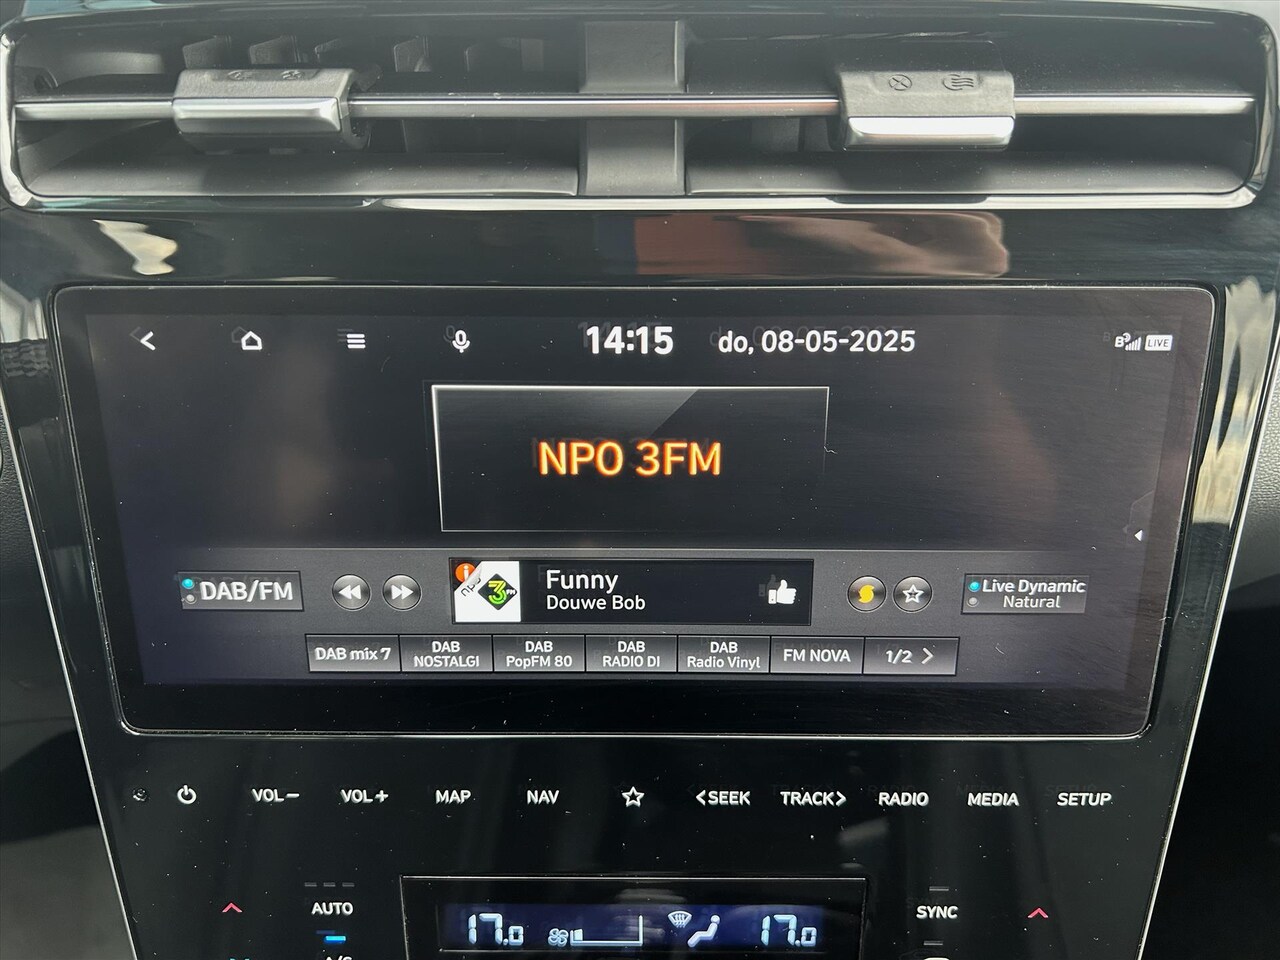 14:15 do, 08-05-2025 LIVE
NPO 3FM
DAB/FM
npo 3FM
Funny
Douwe Bob
Live Dynamic
Natural
DAB mix 7
DAB
NOSTALGI
DAB
PopFM 80
DAB
RADIO DI
DAB
Radio Vinyl
FM NOVA
1/2 >
VOL− VOL+ MAP NAV <SEEK TRACK> RADIO MEDIA SETUP
AUTO
SYNC
17.0 17.0
A/C